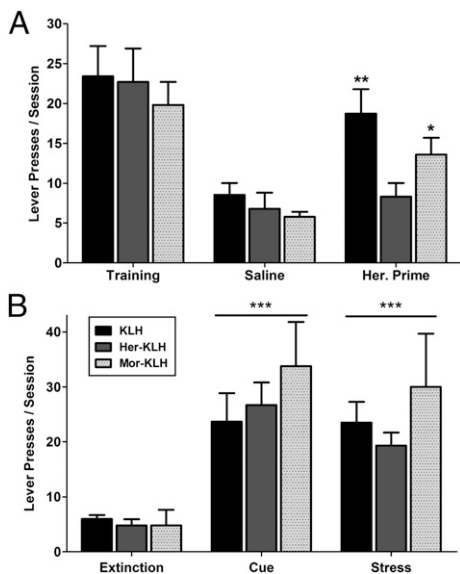 A
Lever Presses / Session
30
25
20
15
10
5
0
**
*
Training Saline Her. Prime
B
Lever Presses / Session
40
30
20
10
0
KLH
Her-KLH
Mor-KLH
*** ***
Extinction Cue Stress